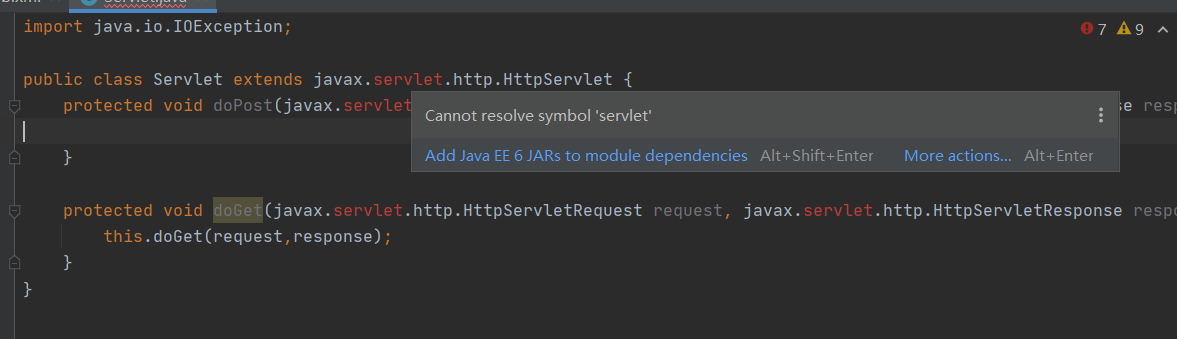 Servlet.java
import java.io.IOException;
7 9
public class Servlet extends javax.servlet.http.HttpServlet {
protected void doPost(javax.servlet
resp
Cannot resolve symbol 'servlet'
Add Java EE 6 JARs to module dependencies Alt+Shift+Enter More actions... Alt+Enter
}
protected void doGet(javax.servlet.http.HttpServletRequest request, javax.servlet.http.HttpServletResponse respo
this.doGet(request,response);
}
}